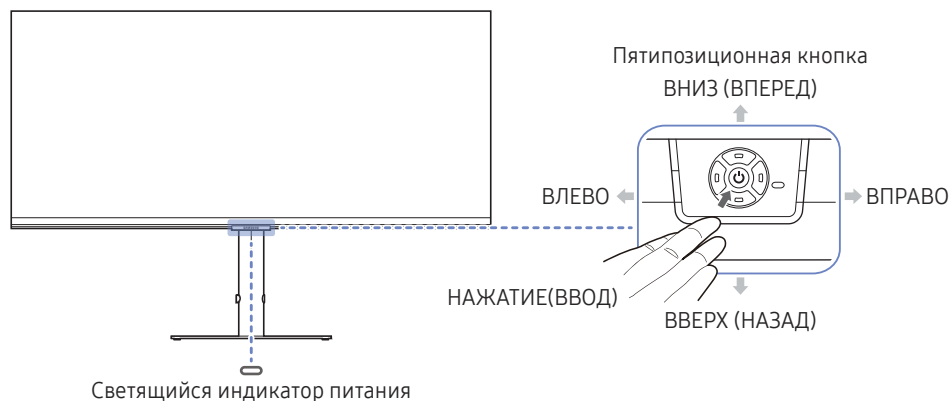 Пятипозиционная кнопка
ВНИЗ (ВПЕРЕД)
ВЛЕВО
ВПРАВО
НАЖАТИЕ(ВВОД)
ВВЕРХ (НАЗАД)
Светящийся индикатор питания